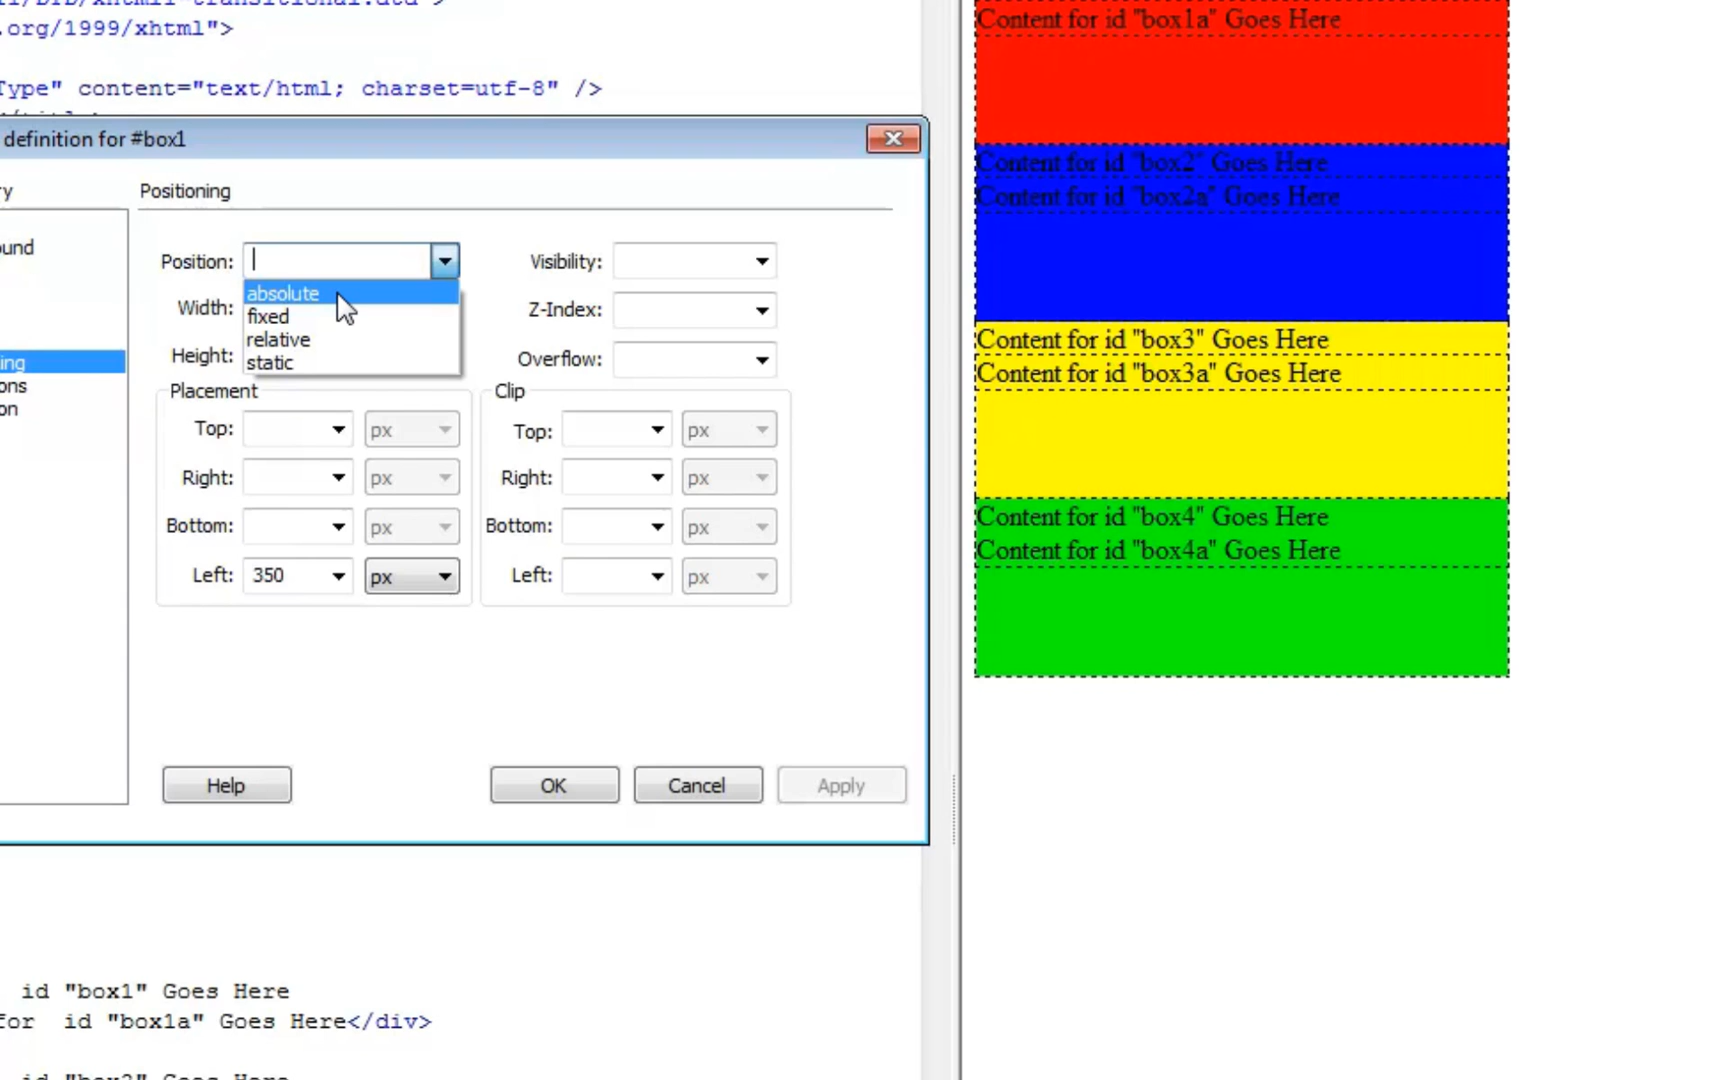 .org/1999/xhtml">
Type" content="text/html; charset=utf-8" />
definition for #box1
Positioning
ound
ing
ons
on
Position:
absolute
fixed
relative
static
Width:
Height:
Visibility:
Z-Index:
Overflow:
Placement
Top: px
Right: px
Bottom: px
Left: 350 px
Clip
Top: px
Right: px
Bottom: px
Left: px
Help
OK
Cancel
Apply
id "box1" Goes Here
for id "box1a" Goes Here</div>
Content for id "box1a" Goes Here
Content for id "box2" Goes Here
Content for id "box2a" Goes Here
Content for id "box3" Goes Here
Content for id "box3a" Goes Here
Content for id "box4" Goes Here
Content for id "box4a" Goes Here